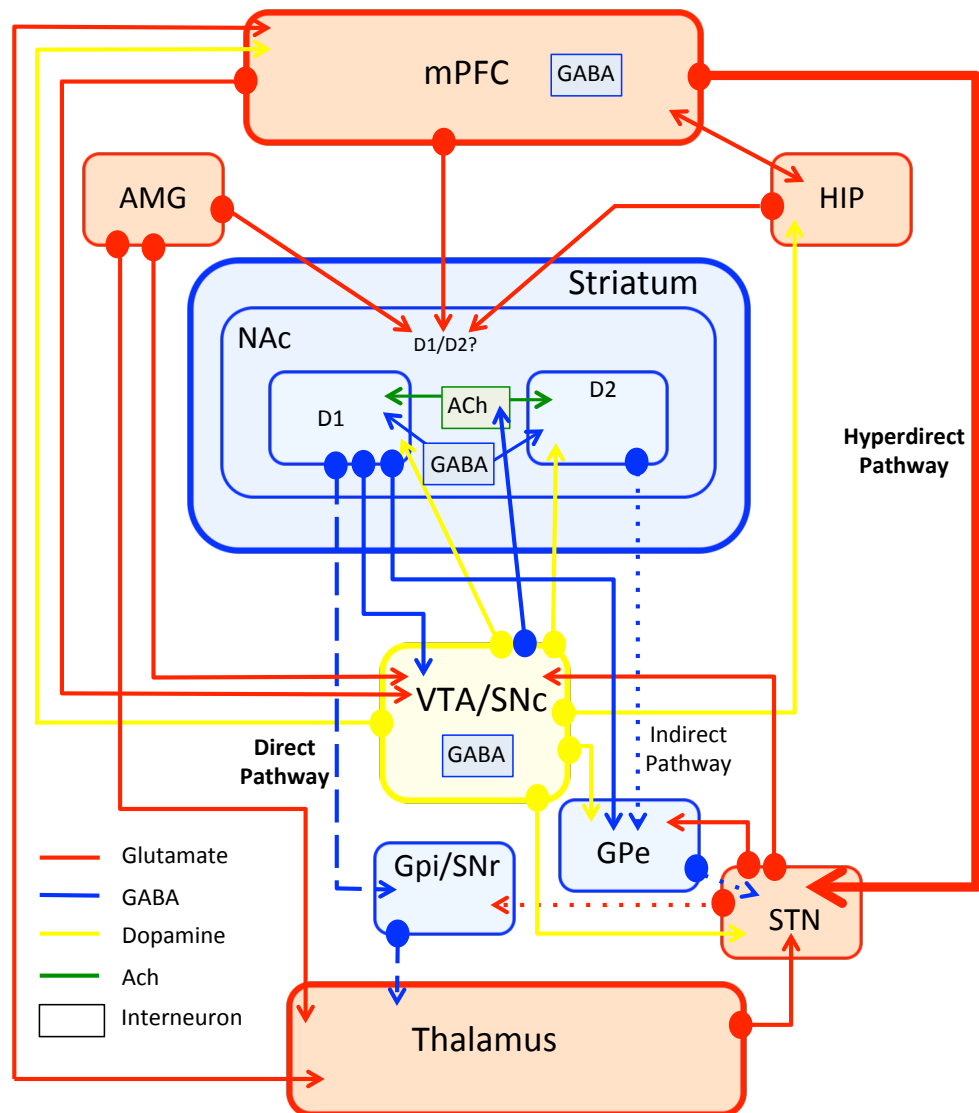 mPFC
GABA
AMG
HIP
Striatum
NAc
D1/D2?
D1
ACh
D2
GABA
Hyperdirect
Pathway
VTA/SNc
GABA
Direct
Pathway
Indirect
Pathway
Gpi/SNr
GPe
STN
Glutamate
GABA
Dopamine
Ach
Interneuron
Thalamus